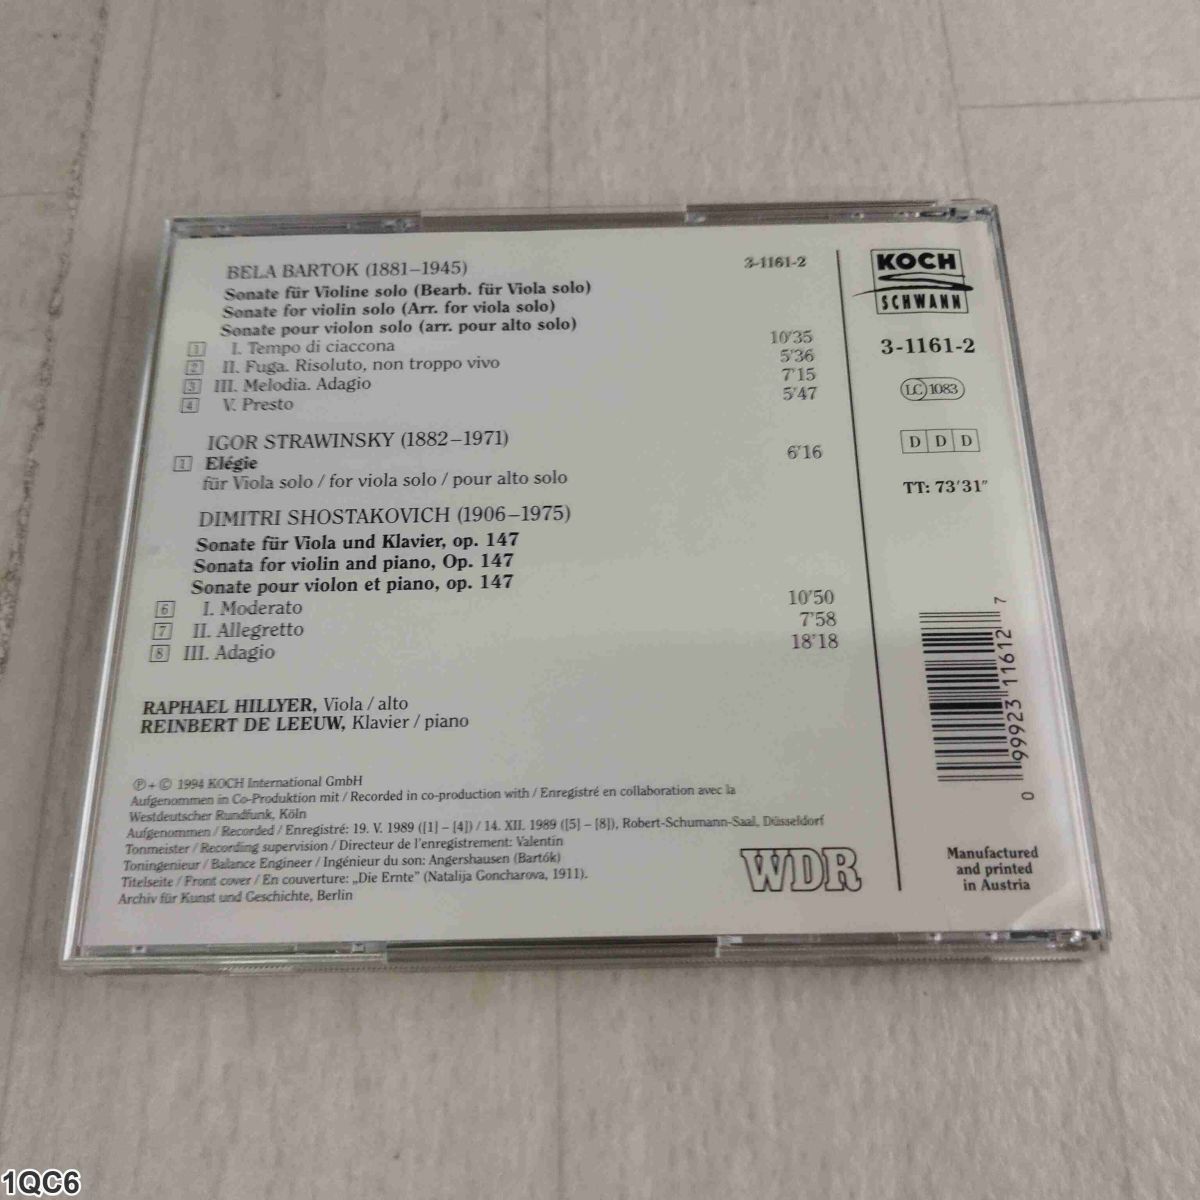 BELA BARTOK (1881–1945)
3-1161-2
Sonate für Violine solo (Bearb. für Viola solo)
Sonate for violin solo (Arr. for viola solo)
Sonate pour violon solo (arr. pour alto solo)
1 I. Tempo di ciaccona 10'35
2 II. Fuga. Risoluto, non troppo vivo 5'36
3 III. Melodia. Adagio 7'15
4 V. Presto 5'47
IGOR STRAWINSKY (1882–1971)
1 Elégie 6'16
für Viola solo / for viola solo / pour alto solo
DIMITRI SHOSTAKOVICH (1906–1975)
Sonate für Viola und Klavier, op. 147
Sonata for violin and piano, Op. 147
Sonate pour violon et piano, op. 147
6 I. Moderato 10'50
7 II. Allegretto 7'58
8 III. Adagio 18'18
RAPHAEL HILLYER, Viola / alto
REINBERT DE LEEUW, Klavier / piano
℗ + © 1994 KOCH International GmbH
Aufgenommen in Co-Produktion mit / Recorded in co-production with / Enregistré en collaboration avec la
Westdeutscher Rundfunk, Köln
Aufgenommen / Recorded / Enregistré: 19. V. 1989 ([1] – [4]) / 14. XII. 1989 ([5] – [8]), Robert-Schumann-Saal, Düsseldorf
Tonmeister / Recording supervision / Directeur de l'enregistrement: Valentin
Toningenieur / Balance Engineer / Ingénieur du son: Angershausen (Bartók)
Titelseite / Front cover / En couverture: „Die Ernte" (Natalija Goncharova, 1911).
Archiv für Kunst und Geschichte, Berlin
WDR
KOCH
SCHWANN
3-1161-2
LC 1083
D D D
TT: 73'31"
0 99923 11612 7
Manufactured
and printed
in Austria
1QC6